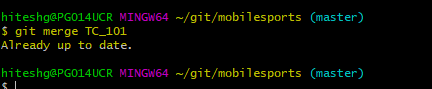 hiteshg@PG014UCR MINGW64 ~/git/mobilesports (master)
$ git merge TC_101
Already up to date.
hiteshg@PG014UCR MINGW64 ~/git/mobilesports (master)
$